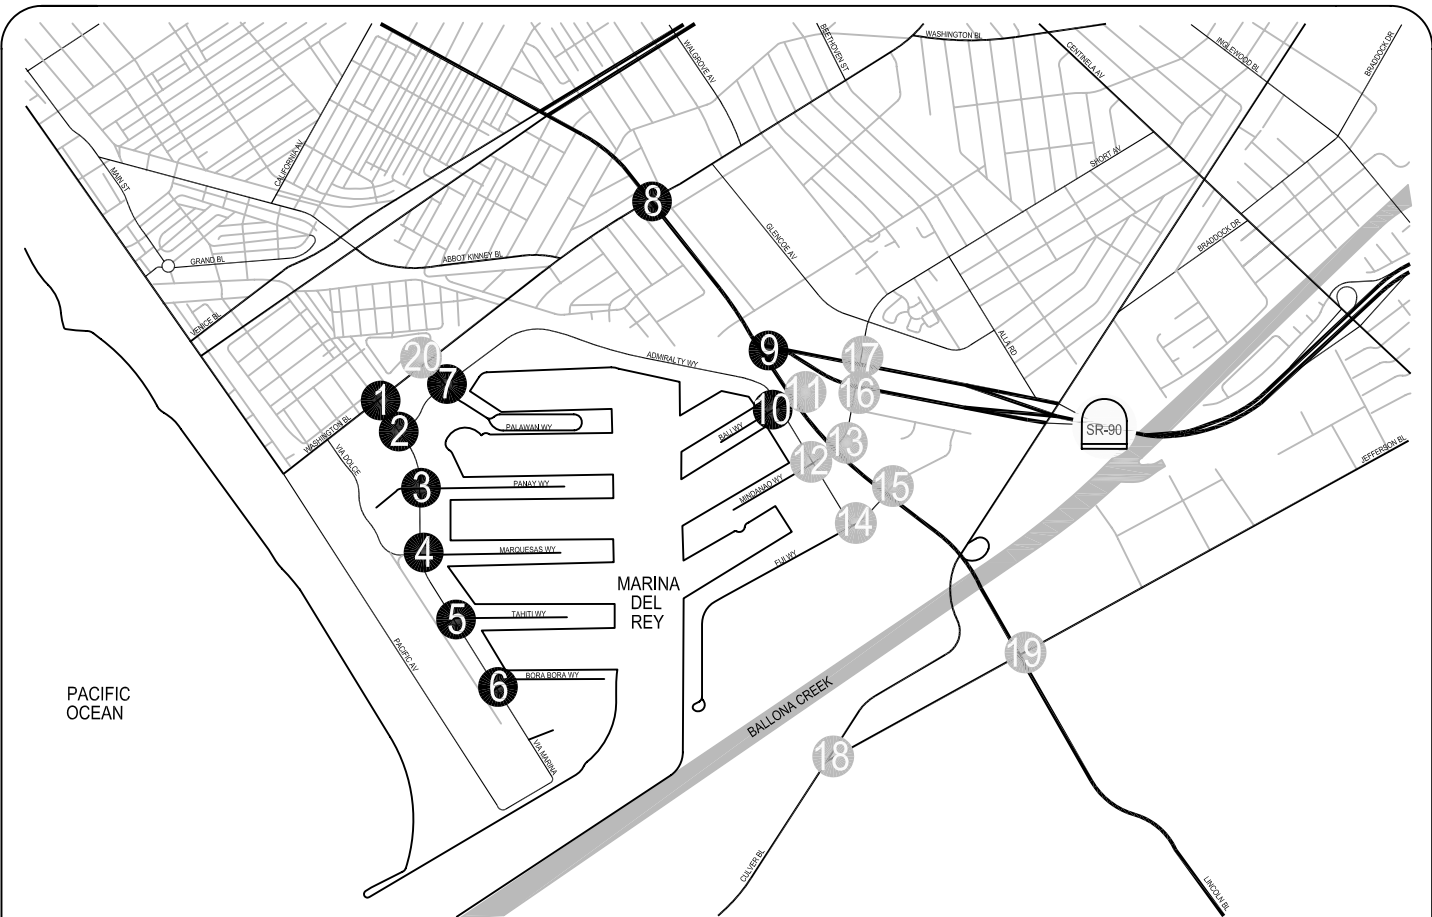 WASHINGTON BL
BEETHOVEN ST
WALGROVE AV
CENTINELA AV
INGLEWOOD BL
BRADDOCK DR
CALIFORNIA AV
MAIN ST
SHORT AV
8
GLENCOE AV
BRADDOCK DR
GRAND BL
ABBOT KINNEY BL
VENICE BL
ALLA RD
20
7
ADMIRALTY WY
9
17
1
11
16
10
2
PALAWAN WY
BALI WY
SR-90
WASHINGTON BL
13
JEFFERSON BL
VIA DOLCE
12
3
PANAY WY
MINDANAO WY
15
14
4
MARQUESAS WY
FIJI WY
MARINA
DEL
REY
5
TAHITI WY
PACIFIC AV
19
6
BORA BORA WY
PACIFIC
OCEAN
BALLONA CREEK
VIA MARINA
18
CULVER BL
LINCOLN BL